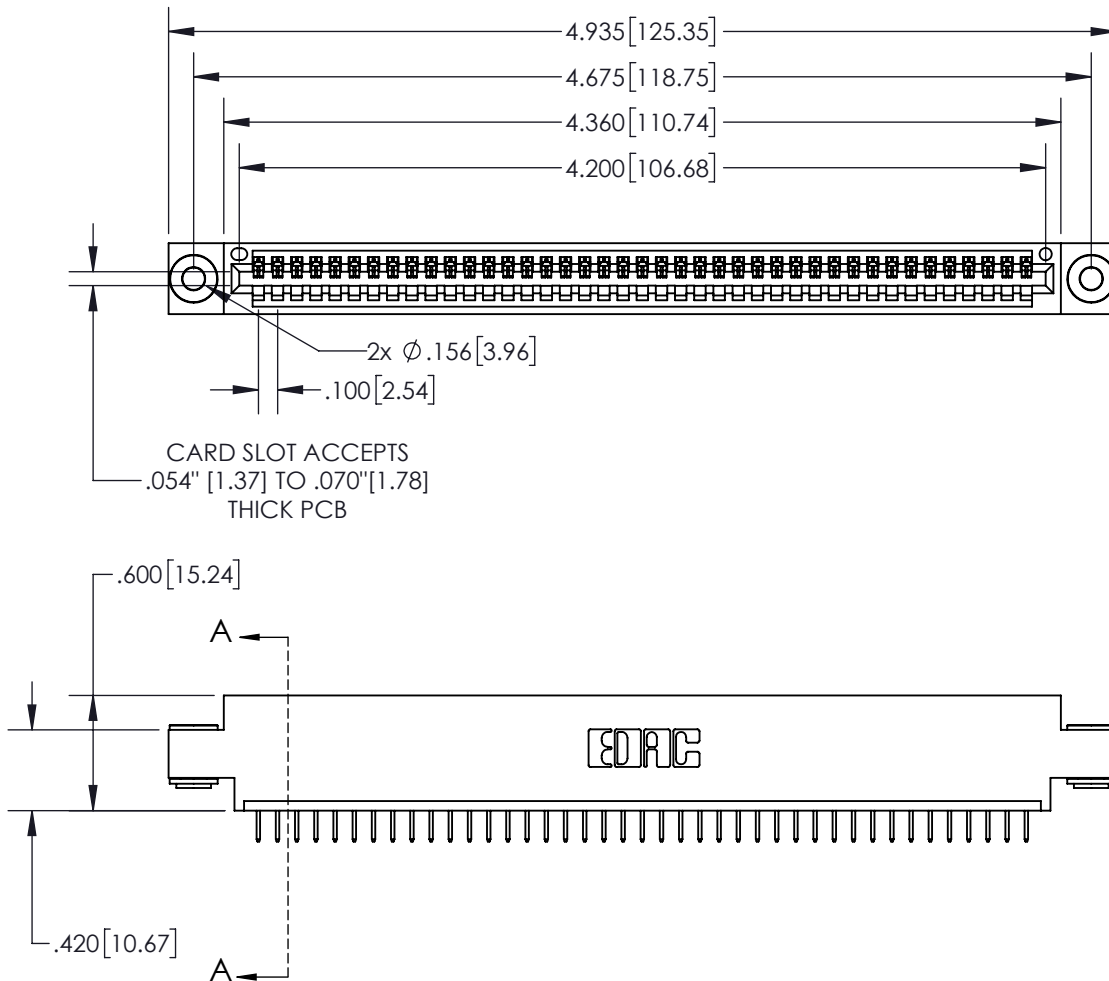 4.935[125.35]
4.675[118.75]
4.360[110.74]
4.200[106.68]
2x Ø.156[3.96]
.100[2.54]
CARD SLOT ACCEPTS
.054" [1.37] TO .070"[1.78]
THICK PCB
.600[15.24]
A
EDAC
.420[10.67]
A